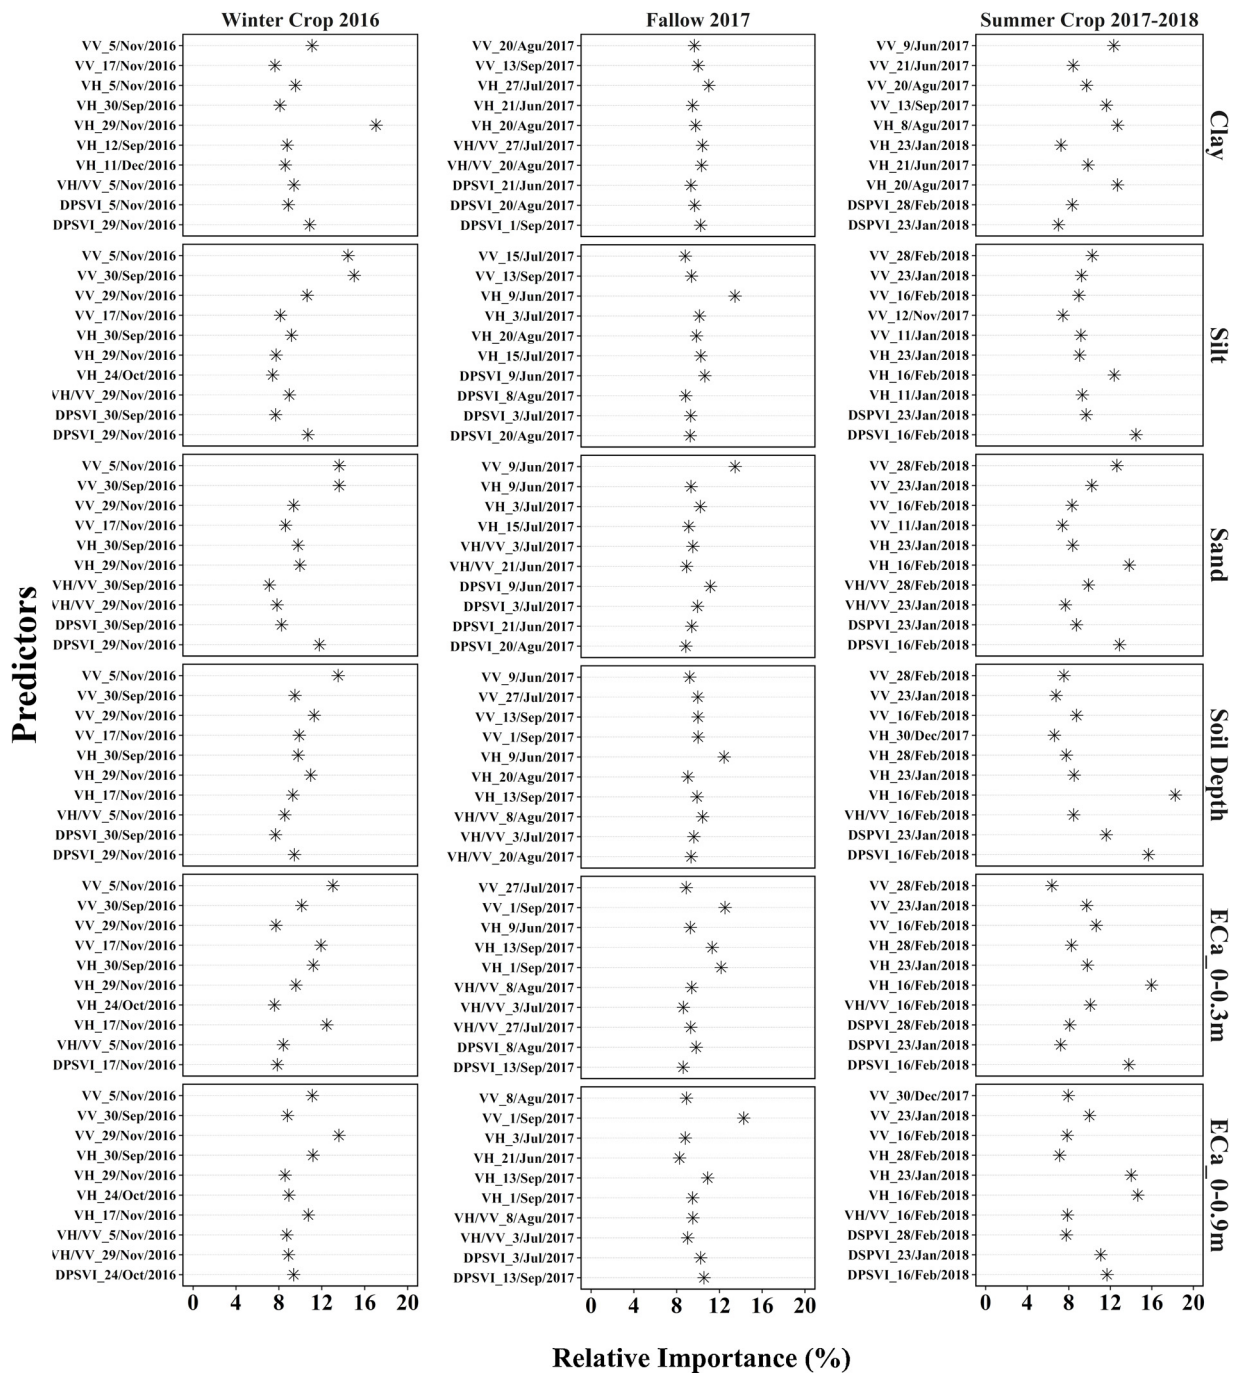 Winter Crop 2016
Fallow 2017
Summer Crop 2017-2018
Predictors
VV_5/Nov/2016
VV_17/Nov/2016
VH_5/Nov/2016
VH_30/Sep/2016
VH_29/Nov/2016
VH_12/Sep/2016
VH_11/Dec/2016
VH/VV_5/Nov/2016
DPSVI_5/Nov/2016
DPSVI_29/Nov/2016
VV_20/Agu/2017
VV_13/Sep/2017
VH_27/Jul/2017
VH_21/Jun/2017
VH_20/Agu/2017
VH/VV_27/Jul/2017
VH/VV_20/Agu/2017
DPSVI_21/Jun/2017
DPSVI_20/Agu/2017
DPSVI_1/Sep/2017
VV_9/Jun/2017
VV_21/Jun/2017
VV_20/Agu/2017
VV_13/Sep/2017
VH_8/Agu/2017
VH_23/Jan/2018
VH_21/Jun/2017
VH_20/Agu/2017
DSPVI_28/Feb/2018
DSPVI_23/Jan/2018
Clay
VV_5/Nov/2016
VV_30/Sep/2016
VV_29/Nov/2016
VV_17/Nov/2016
VH_30/Sep/2016
VH_29/Nov/2016
VH_24/Oct/2016
VH/VV_29/Nov/2016
DPSVI_30/Sep/2016
DPSVI_29/Nov/2016
VV_15/Jul/2017
VV_13/Sep/2017
VH_9/Jun/2017
VH_3/Jul/2017
VH_20/Agu/2017
VH_15/Jul/2017
DPSVI_9/Jun/2017
DPSVI_8/Agu/2017
DPSVI_3/Jul/2017
DPSVI_20/Agu/2017
VV_28/Feb/2018
VV_23/Jan/2018
VV_16/Feb/2018
VV_12/Nov/2017
VV_11/Jan/2018
VH_23/Jan/2018
VH_16/Feb/2018
VH_11/Jan/2018
DSPVI_23/Jan/2018
DPSVI_16/Feb/2018
Silt
VV_5/Nov/2016
VV_30/Sep/2016
VV_29/Nov/2016
VV_17/Nov/2016
VH_30/Sep/2016
VH_29/Nov/2016
VH/VV_30/Sep/2016
VH/VV_29/Nov/2016
DPSVI_30/Sep/2016
DPSVI_29/Nov/2016
VV_9/Jun/2017
VH_9/Jun/2017
VH_3/Jul/2017
VH_15/Jul/2017
VH/VV_3/Jul/2017
VH/VV_21/Jun/2017
DPSVI_9/Jun/2017
DPSVI_3/Jul/2017
DPSVI_21/Jun/2017
DPSVI_20/Agu/2017
VV_28/Feb/2018
VV_23/Jan/2018
VV_16/Feb/2018
VV_11/Jan/2018
VH_23/Jan/2018
VH_16/Feb/2018
VH/VV_28/Feb/2018
VH/VV_23/Jan/2018
DSPVI_23/Jan/2018
DPSVI_16/Feb/2018
Sand
VV_5/Nov/2016
VV_30/Sep/2016
VV_29/Nov/2016
VV_17/Nov/2016
VH_30/Sep/2016
VH_29/Nov/2016
VH_17/Nov/2016
VH/VV_5/Nov/2016
DPSVI_30/Sep/2016
DPSVI_29/Nov/2016
VV_9/Jun/2017
VV_27/Jul/2017
VV_13/Sep/2017
VV_1/Sep/2017
VH_9/Jun/2017
VH_20/Agu/2017
VH_13/Sep/2017
VH/VV_8/Agu/2017
VH/VV_3/Jul/2017
VH/VV_20/Agu/2017
VV_28/Feb/2018
VV_23/Jan/2018
VV_16/Feb/2018
VH_30/Dec/2017
VH_28/Feb/2018
VH_23/Jan/2018
VH_16/Feb/2018
VH/VV_16/Feb/2018
DSPVI_23/Jan/2018
DPSVI_16/Feb/2018
Soil Depth
VV_5/Nov/2016
VV_30/Sep/2016
VV_29/Nov/2016
VV_17/Nov/2016
VH_30/Sep/2016
VH_29/Nov/2016
VH_24/Oct/2016
VH_17/Nov/2016
VH/VV_5/Nov/2016
DPSVI_17/Nov/2016
VV_27/Jul/2017
VV_1/Sep/2017
VH_9/Jun/2017
VH_13/Sep/2017
VH_1/Sep/2017
VH/VV_8/Agu/2017
VH/VV_3/Jul/2017
VH/VV_27/Jul/2017
DPSVI_8/Agu/2017
DPSVI_13/Sep/2017
VV_28/Feb/2018
VV_23/Jan/2018
VV_16/Feb/2018
VH_28/Feb/2018
VH_23/Jan/2018
VH_16/Feb/2018
VH/VV_16/Feb/2018
DSPVI_28/Feb/2018
DSPVI_23/Jan/2018
DPSVI_16/Feb/2018
ECa_0-0.3m
VV_5/Nov/2016
VV_30/Sep/2016
VV_29/Nov/2016
VH_30/Sep/2016
VH_29/Nov/2016
VH_24/Oct/2016
VH_17/Nov/2016
VH/VV_5/Nov/2016
VH/VV_29/Nov/2016
DPSVI_24/Oct/2016
VV_8/Agu/2017
VV_1/Sep/2017
VH_3/Jul/2017
VH_21/Jun/2017
VH_13/Sep/2017
VH_1/Sep/2017
VH/VV_8/Agu/2017
VH/VV_3/Jul/2017
DPSVI_3/Jul/2017
DPSVI_13/Sep/2017
VV_30/Dec/2017
VV_23/Jan/2018
VV_16/Feb/2018
VH_28/Feb/2018
VH_23/Jan/2018
VH_16/Feb/2018
VH/VV_16/Feb/2018
DSPVI_28/Feb/2018
DSPVI_23/Jan/2018
DPSVI_16/Feb/2018
ECa_0-0.9m
0 4 8 12 16 20
0 4 8 12 16 20
0 4 8 12 16 20
Relative Importance (%)